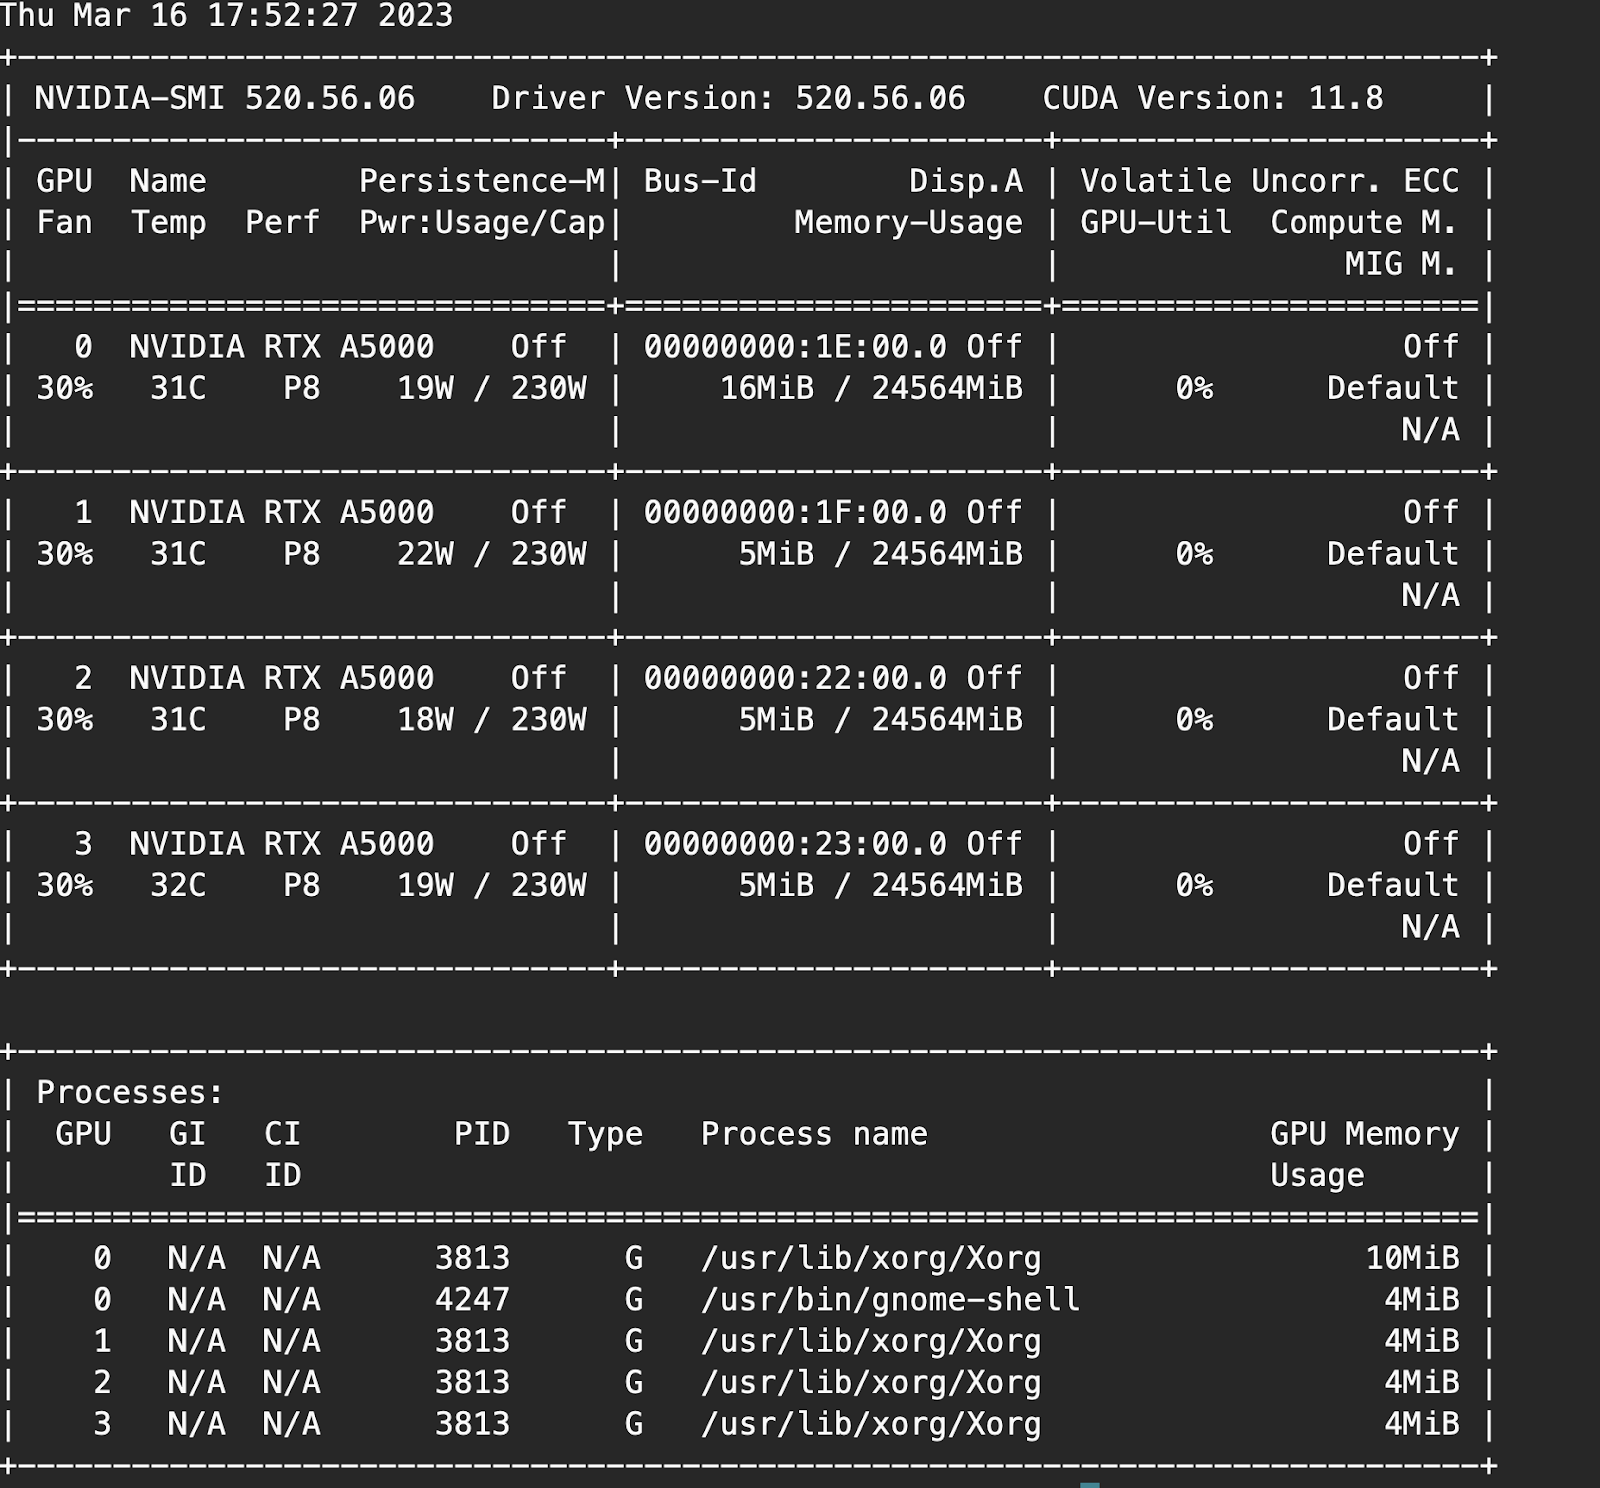 Thu Mar 16 17:52:27 2023
+-----------------------------------------------------------------------------+
| NVIDIA-SMI 520.56.06    Driver Version: 520.56.06    CUDA Version: 11.8     |
|-------------------------------+----------------------+----------------------+
| GPU  Name        Persistence-M| Bus-Id        Disp.A | Volatile Uncorr. ECC |
| Fan  Temp  Perf  Pwr:Usage/Cap|         Memory-Usage | GPU-Util  Compute M. |
|                               |                      |               MIG M. |
|===============================+======================+======================|
|   0  NVIDIA RTX A5000    Off  | 00000000:1E:00.0 Off |                  Off |
| 30%   31C    P8    19W / 230W |     16MiB / 24564MiB |      0%      Default |
|                               |                      |                  N/A |
+-------------------------------+----------------------+----------------------+
|   1  NVIDIA RTX A5000    Off  | 00000000:1F:00.0 Off |                  Off |
| 30%   31C    P8    22W / 230W |      5MiB / 24564MiB |      0%      Default |
|                               |                      |                  N/A |
+-------------------------------+----------------------+----------------------+
|   2  NVIDIA RTX A5000    Off  | 00000000:22:00.0 Off |                  Off |
| 30%   31C    P8    18W / 230W |      5MiB / 24564MiB |      0%      Default |
|                               |                      |                  N/A |
+-------------------------------+----------------------+----------------------+
|   3  NVIDIA RTX A5000    Off  | 00000000:23:00.0 Off |                  Off |
| 30%   32C    P8    19W / 230W |      5MiB / 24564MiB |      0%      Default |
|                               |                      |                  N/A |
+-------------------------------+----------------------+----------------------+
+-----------------------------------------------------------------------------+
| Processes:                                                                  |
|  GPU   GI   CI        PID   Type   Process name                  GPU Memory |
|        ID   ID                                                   Usage      |
|=============================================================================|
|    0   N/A  N/A      3813      G   /usr/lib/xorg/Xorg                 10MiB |
|    0   N/A  N/A      4247      G   /usr/bin/gnome-shell                4MiB |
|    1   N/A  N/A      3813      G   /usr/lib/xorg/Xorg                  4MiB |
|    2   N/A  N/A      3813      G   /usr/lib/xorg/Xorg                  4MiB |
|    3   N/A  N/A      3813      G   /usr/lib/xorg/Xorg                  4MiB |
+-----------------------------------------------------------------------------+